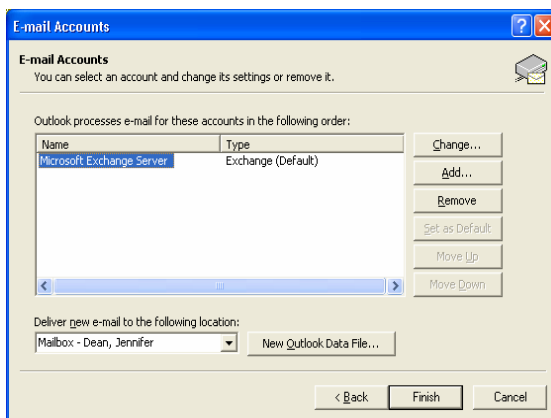 E-mail Accounts
E-mail Accounts
You can select an account and change its settings or remove it.
Outlook processes e-mail for these accounts in the following order:
Name Type
Microsoft Exchange Server Exchange (Default)
Change...
Add...
Remove
Set as Default
Move Up
Move Down
Deliver new e-mail to the following location:
Mailbox - Dean, Jennifer New Outlook Data File...
< Back Finish Cancel